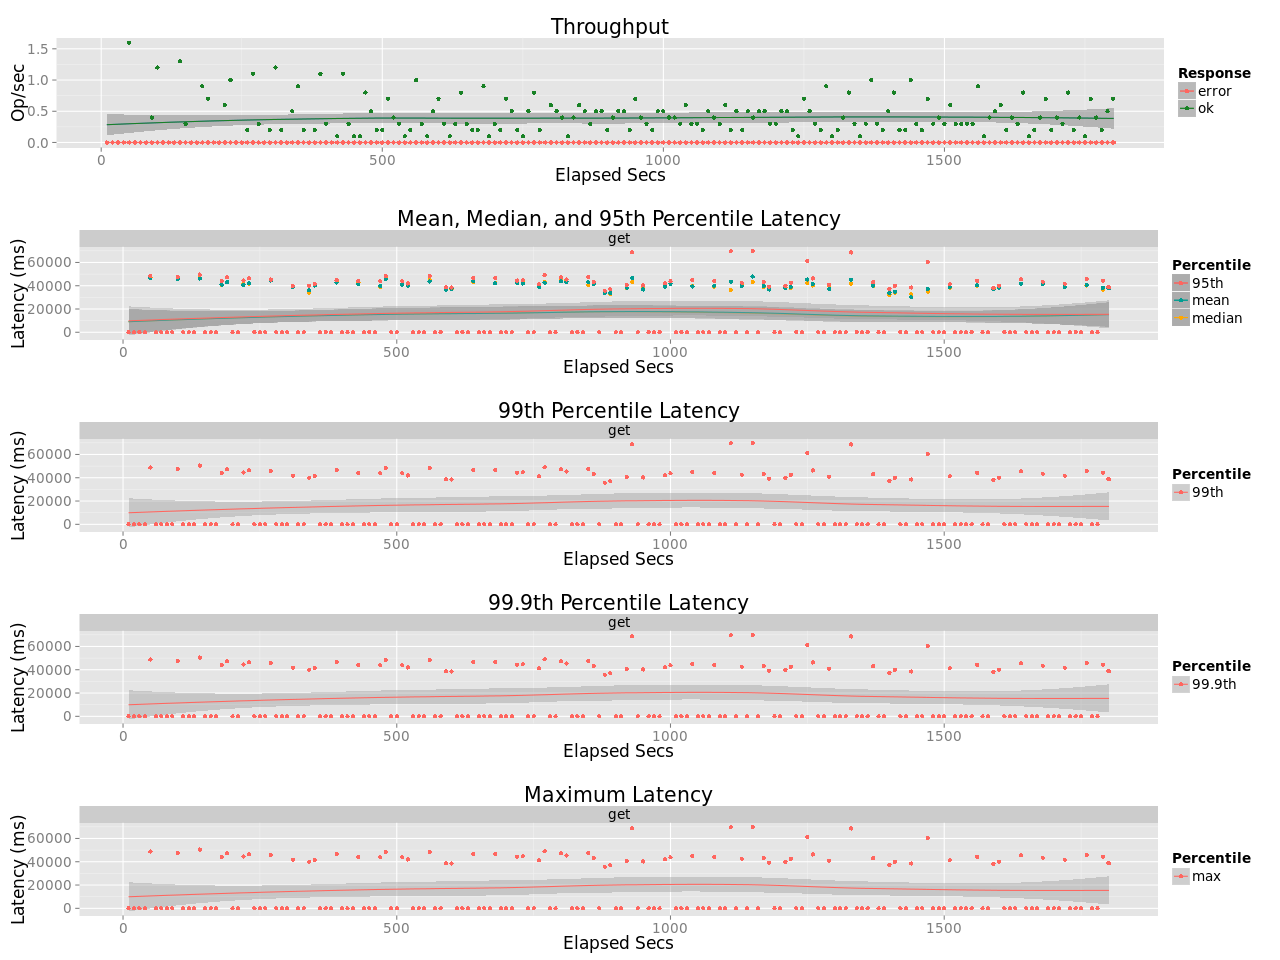 Throughput
Op/sec
1.5
1.0
0.5
0.0
0 500 1000 1500
Elapsed Secs
Response
error
ok
Mean, Median, and 95th Percentile Latency
get
Latency (ms)
60000
40000
20000
0
0 500 1000 1500
Elapsed Secs
Percentile
95th
mean
median
99th Percentile Latency
get
Latency (ms)
60000
40000
20000
0
0 500 1000 1500
Elapsed Secs
Percentile
99th
99.9th Percentile Latency
get
Latency (ms)
60000
40000
20000
0
0 500 1000 1500
Elapsed Secs
Percentile
99.9th
Maximum Latency
get
Latency (ms)
60000
40000
20000
0
0 500 1000 1500
Elapsed Secs
Percentile
max